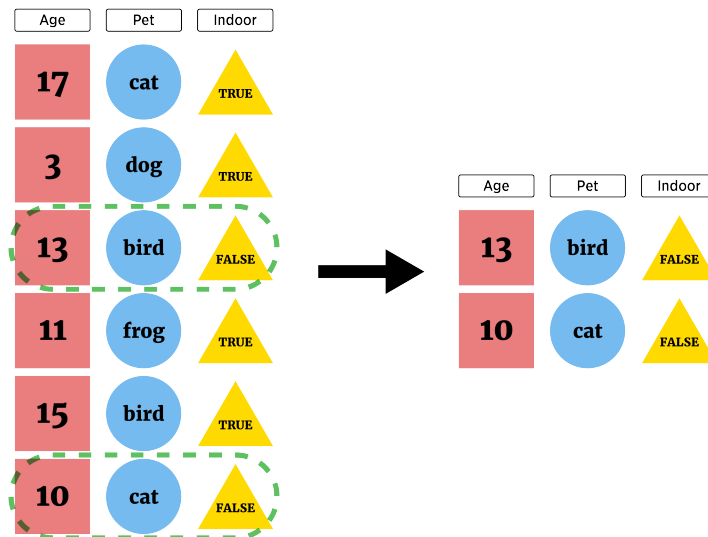 Age Pet Indoor
17 cat TRUE
3 dog TRUE
Age Pet Indoor
13 bird FALSE
13 bird FALSE
11 frog TRUE
10 cat FALSE
15 bird TRUE
10 cat FALSE